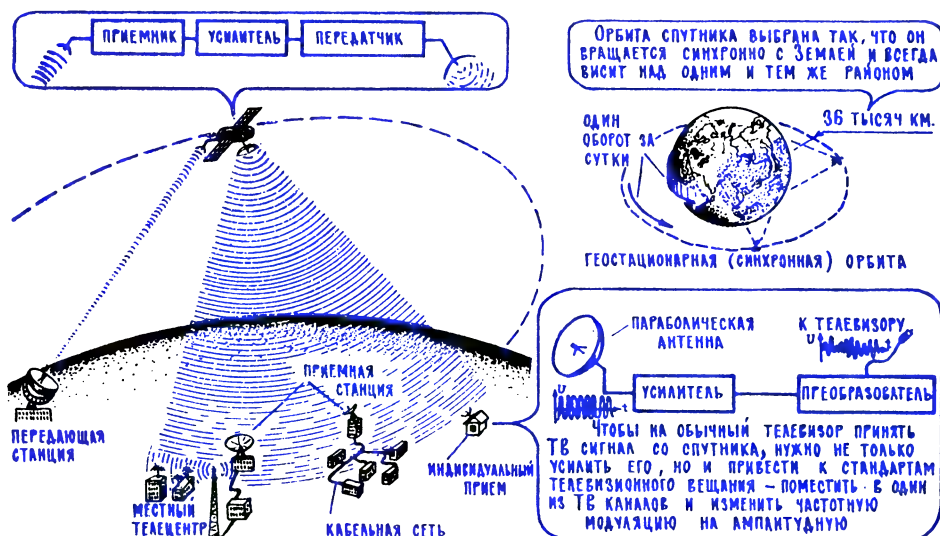 ПРИЕМНИК
УСИЛИТЕЛЬ
ПЕРЕДАТЧИК
ОРБИТА СПУТНИКА ВЫБРАНА ТАК, ЧТО ОН
ВРАЩАЕТСЯ СИНХРОННО С ЗЕМЛЕЙ И ВСЕГДА
ВИСИТ НАД ОДНИМ И ТЕМ ЖЕ РАЙОНОМ
ОДИН
ОБОРОТ ЗА
СУТКИ
36 ТЫСЯЧ КМ.
ГЕОСТАЦИОНАРНАЯ (СИНХРОННАЯ) ОРБИТА
ПЕРЕДАЮЩАЯ
СТАНЦИЯ
ПРИЕМНАЯ
СТАНЦИЯ
МЕСТНЫЙ
ТЕЛЕЦЕНТР
КАБЕЛЬНАЯ СЕТЬ
ИНДИВИДУАЛЬНЫЙ
ПРИЕМ
ПАРАБОЛИЧЕСКАЯ
АНТЕННА
К ТЕЛЕВИЗОРУ
U
t
U
t
УСИЛИТЕЛЬ
ПРЕОБРАЗОВАТЕЛЬ
ЧТОБЫ НА ОБЫЧНЫЙ ТЕЛЕВИЗОР ПРИНЯТЬ
ТВ СИГНАЛ СО СПУТНИКА, НУЖНО НЕ ТОЛЬКО
УСИЛИТЬ ЕГО, НО И ПРИВЕСТИ К СТАНДАРТАМ
ТЕЛЕВИЗИОННОГО ВЕЩАНИЯ – ПОМЕСТИТЬ В ОДИН
ИЗ ТВ КАНАЛОВ И ИЗМЕНИТЬ ЧАСТОТНУЮ
МОДУЛЯЦИЮ НА АМПЛИТУДНУЮ